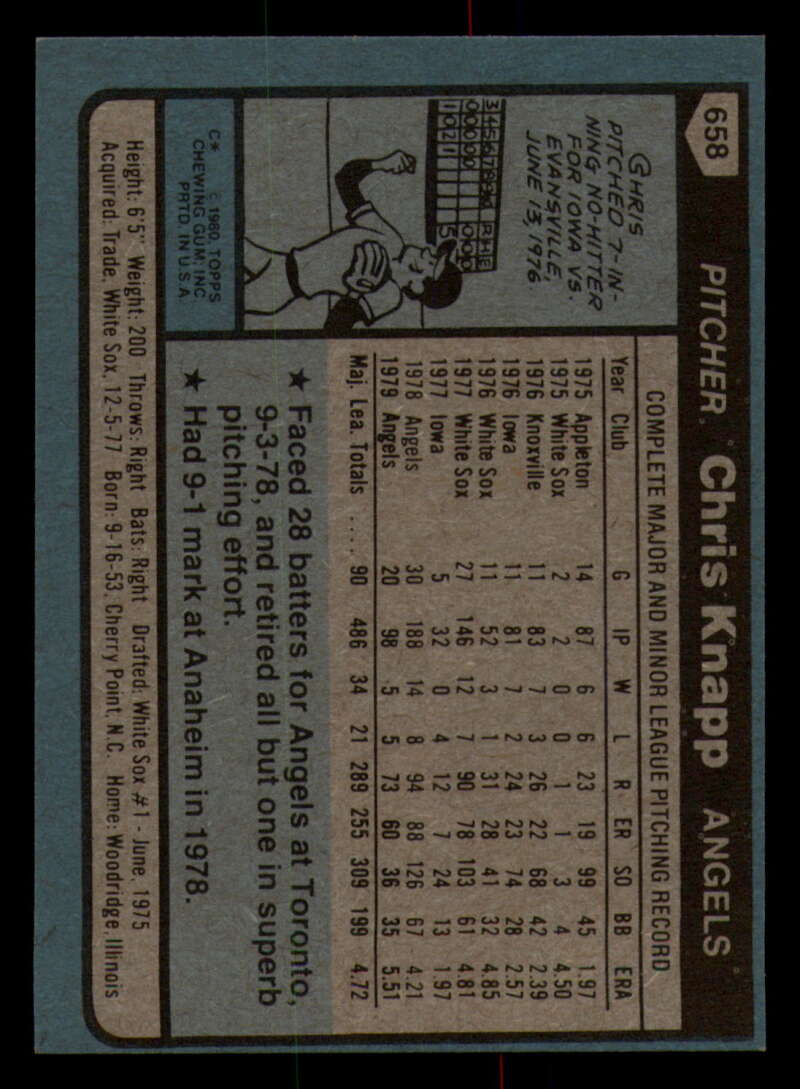 658
PITCHER Chris Knapp ANGELS
CHRIS
PITCHED 7-IN-
NING NO-HITTER
FOR IOWA VS.
EVANSVILLE,
JUNE 13, 1976
C* © 1980 TOPPS
CHEWING GUM, INC
PRTD. IN U.S.A
COMPLETE MAJOR AND MINOR LEAGUE PITCHING RECORD
Year Club G IP W L R ER SO BB ERA
1975 Appleton 14 87 6 6 23 19 99 45 1.97
1975 White Sox 2 2 0 0 1 1 3 4 4.50
1976 Knoxville 11 83 7 3 26 22 68 42 2.39
1976 Iowa 11 81 7 2 24 23 74 28 2.57
1976 White Sox 11 52 3 1 31 28 41 32 4.85
1977 White Sox 27 146 12 7 90 78 103 61 4.81
1977 Iowa 5 32 0 4 12 7 24 13 1.97
1978 Angels 30 188 14 8 94 88 126 67 4.21
1979 Angels 20 98 5 5 73 60 36 35 5.51
Maj. Lea. Totals .... 90 486 34 21 289 255 309 199 4.72
★ Faced 28 batters for Angels at Toronto,
9-3-78, and retired all but one in superb
pitching effort.
★ Had 9-1 mark at Anaheim in 1978.
Height: 6'5" Weight: 200 Throws: Right Bats: Right Drafted: White Sox #1 - June, 1975
Acquired: Trade, White Sox, 12-5-77 Born: 9-16-53, Cherry Point, N.C. Home: Woodridge, Illinois